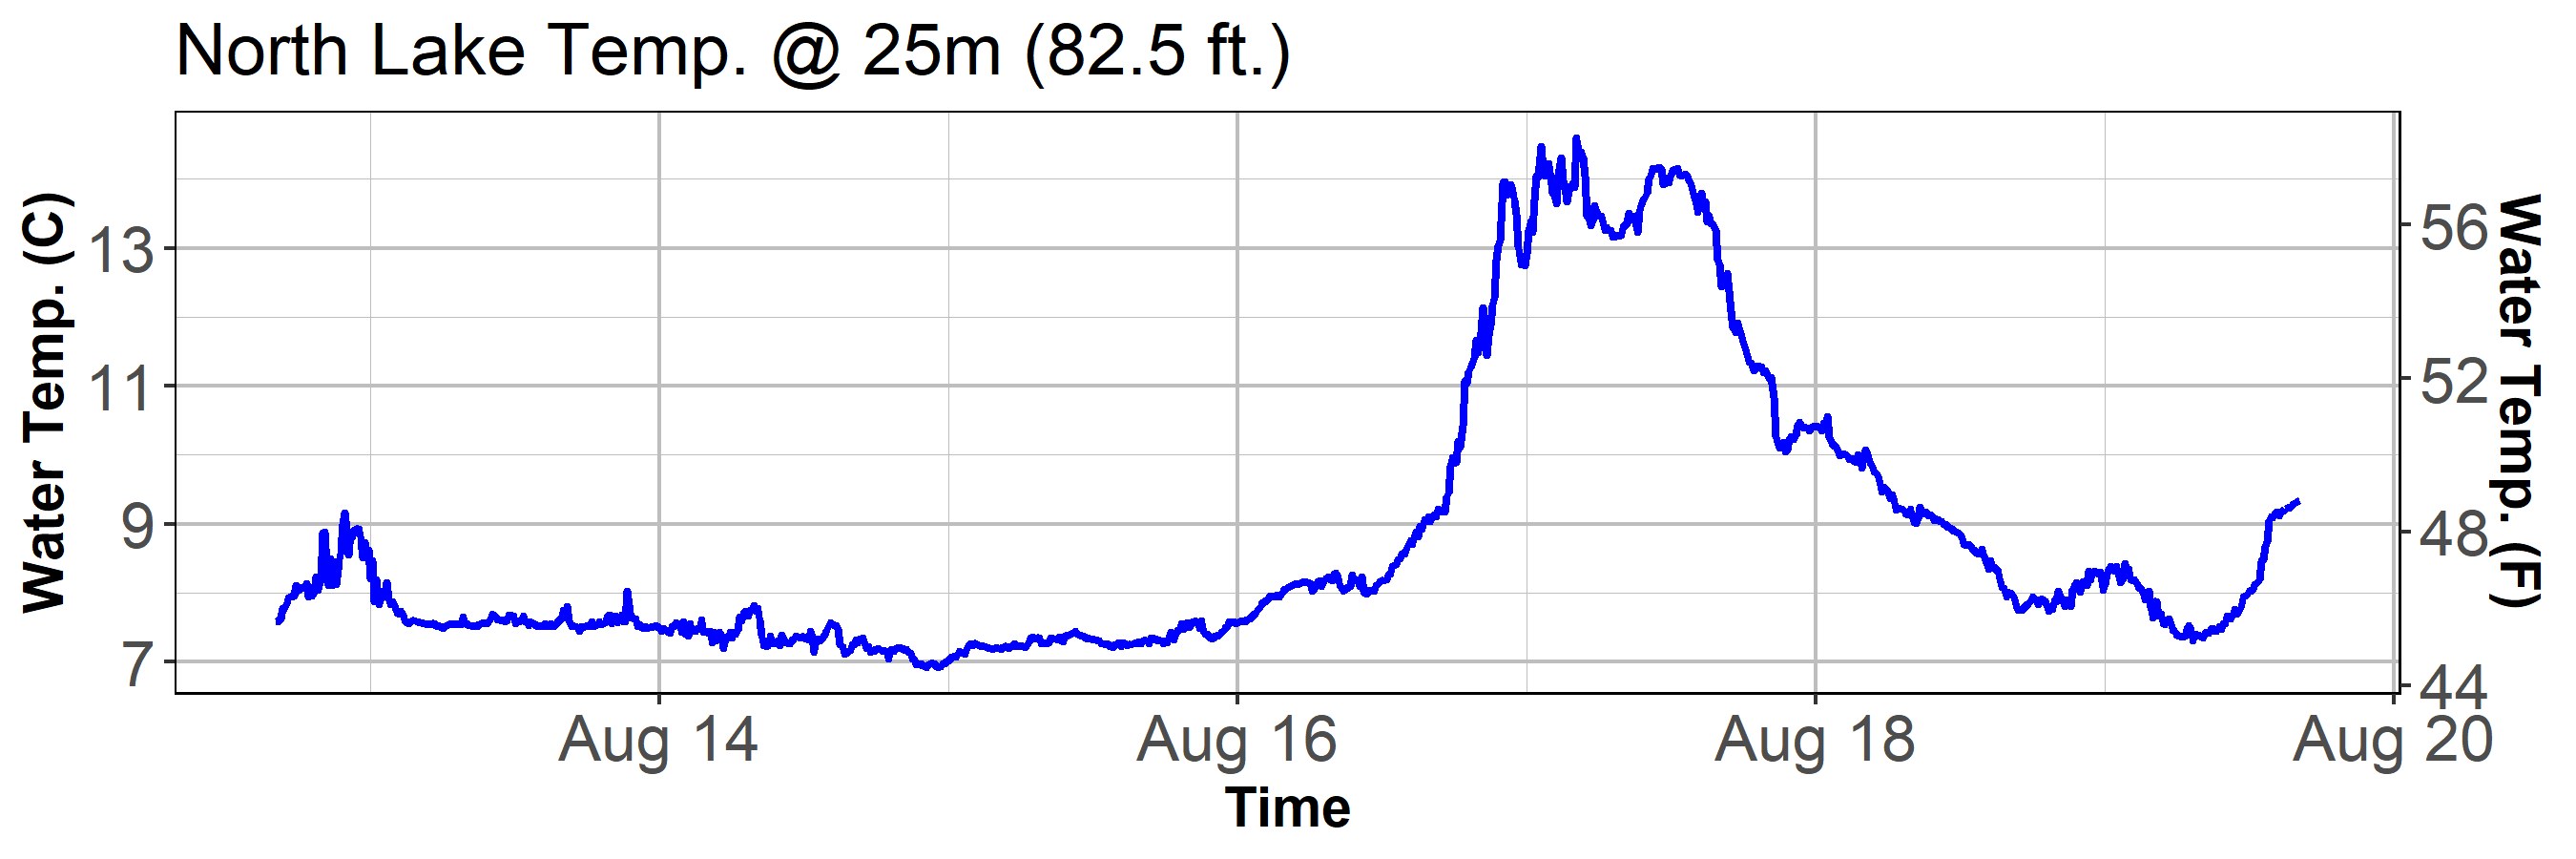 North Lake Temp. @ 25m (82.5 ft.)
Water Temp. (C)
13
11
9
7
56
52
48
44
Water Temp. (F)
Aug 14 Aug 16 Aug 18 Aug 20
Time